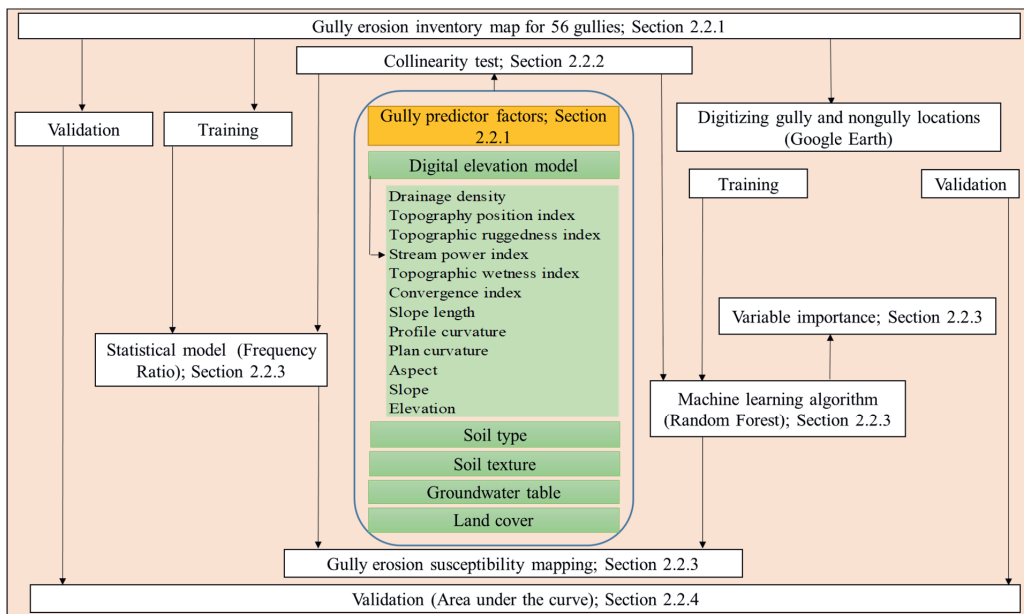 Gully erosion inventory map for 56 gullies; Section 2.2.1
Collinearity test; Section 2.2.2
Validation
Training
Gully predictor factors; Section
2.2.1
Digitizing gully and nongully locations
(Google Earth)
Digital elevation model
Training
Validation
Drainage density
Topography position index
Topographic ruggedness index
Stream power index
Topographic wetness index
Convergence index
Slope length
Profile curvature
Plan curvature
Aspect
Slope
Elevation
Variable importance; Section 2.2.3
Statistical model (Frequency
Ratio); Section 2.2.3
Machine learning algorithm
(Random Forest); Section 2.2.3
Soil type
Soil texture
Groundwater table
Land cover
Gully erosion susceptibility mapping; Section 2.2.3
Validation (Area under the curve); Section 2.2.4